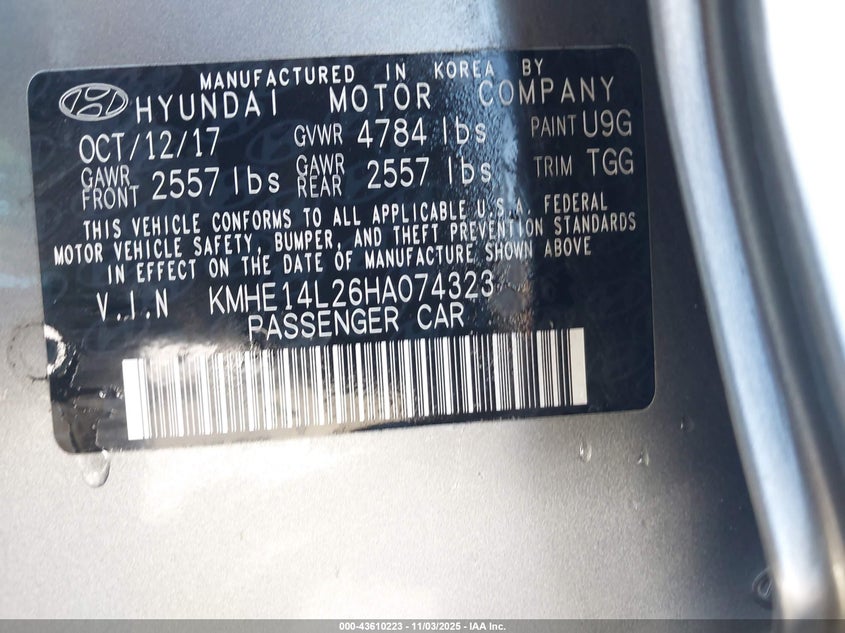 MANUFACTURED IN KOREA BY
HYUNDAI MOTOR COMPANY
OCT/12/17 GVWR 4784 lbs PAINT U9G
GAWR FRONT 2557 lbs GAWR REAR 2557 lbs TRIM TGG
THIS VEHICLE CONFORMS TO ALL APPLICABLE U.S.A. FEDERAL
MOTOR VEHICLE SAFETY, BUMPER, AND THEFT PREVENTION STANDARDS
IN EFFECT ON THE DATE OF MANUFACTURE SHOWN ABOVE
V.I.N KMHE14L26HA074323
PASSENGER CAR
000-43610223 - 11/03/2025 - IAA Inc.